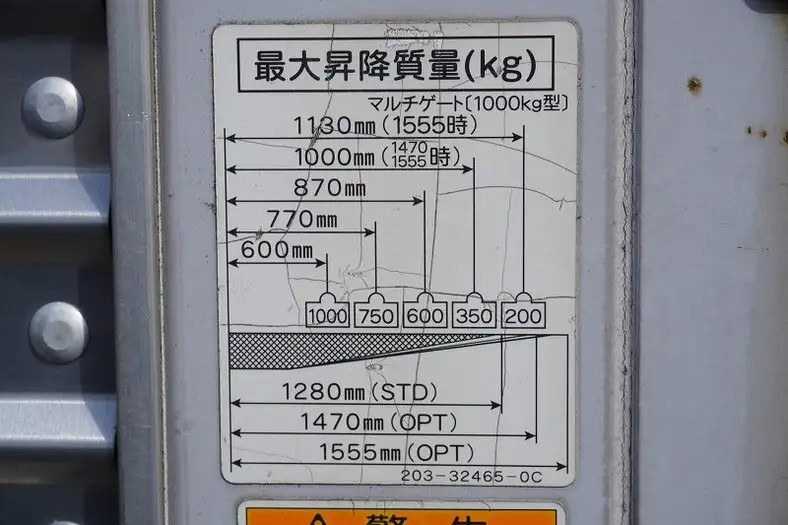 最大昇降質量(kg)
マルチゲート〔1000kg型〕
1130mm(1555時)
1000mm(1470 1555時)
870mm
770mm
600mm
1000 750 600 350 200
1280mm(STD)
1470mm(OPT)
1555mm(OPT)
203-32465-0C